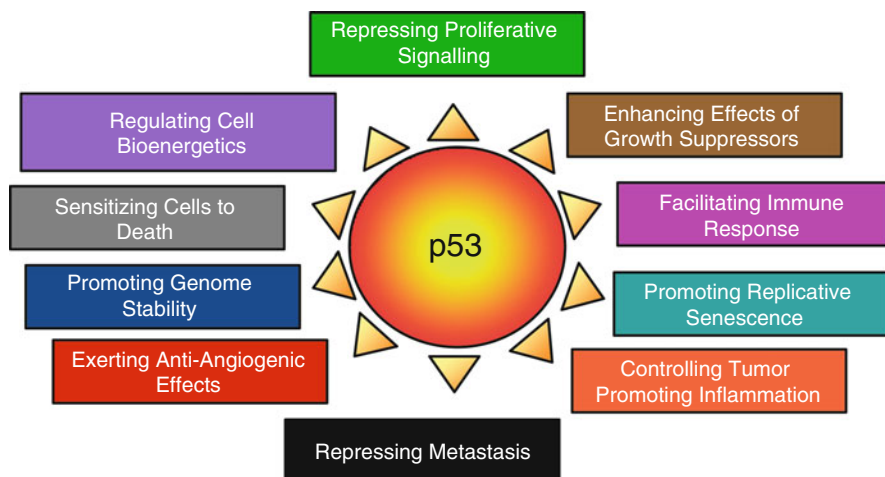 Repressing Proliferative
Signalling
Regulating Cell
Bioenergetics
Enhancing Effects of
Growth Suppressors
Sensitizing Cells to
Death
Facilitating Immune
Response
p53
Promoting Genome
Stability
Promoting Replicative
Senescence
Exerting Anti-Angiogenic
Effects
Controlling Tumor
Promoting Inflammation
Repressing Metastasis